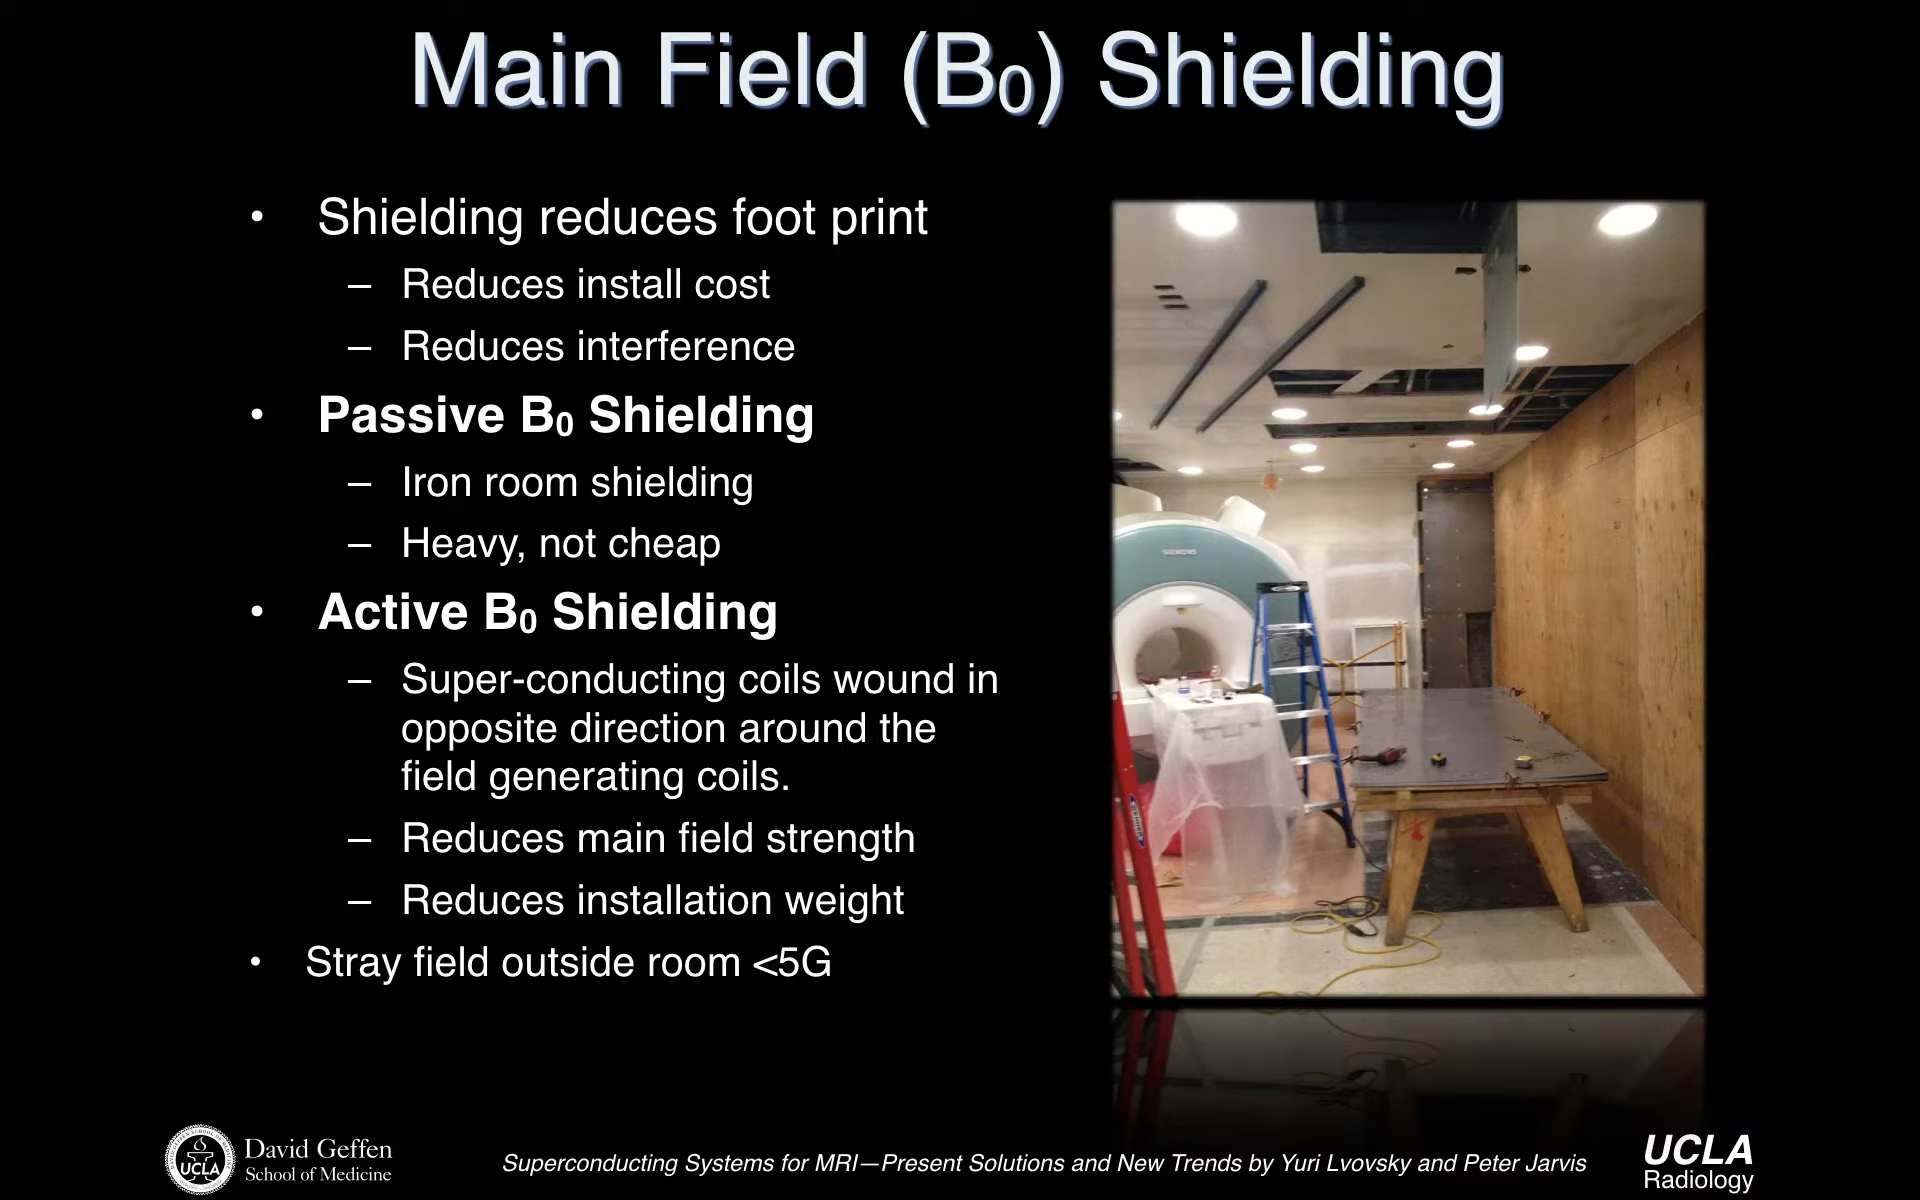 Main Field (B₀) Shielding
• Shielding reduces foot print
– Reduces install cost
– Reduces interference
• Passive B₀ Shielding
– Iron room shielding
– Heavy, not cheap
• Active B₀ Shielding
– Super-conducting coils wound in
opposite direction around the
field generating coils.
– Reduces main field strength
– Reduces installation weight
• Stray field outside room <5G
SIEMENS
UCLA
David Geffen
School of Medicine
Superconducting Systems for MRI—Present Solutions and New Trends by Yuri Lvovsky and Peter Jarvis
UCLA
Radiology